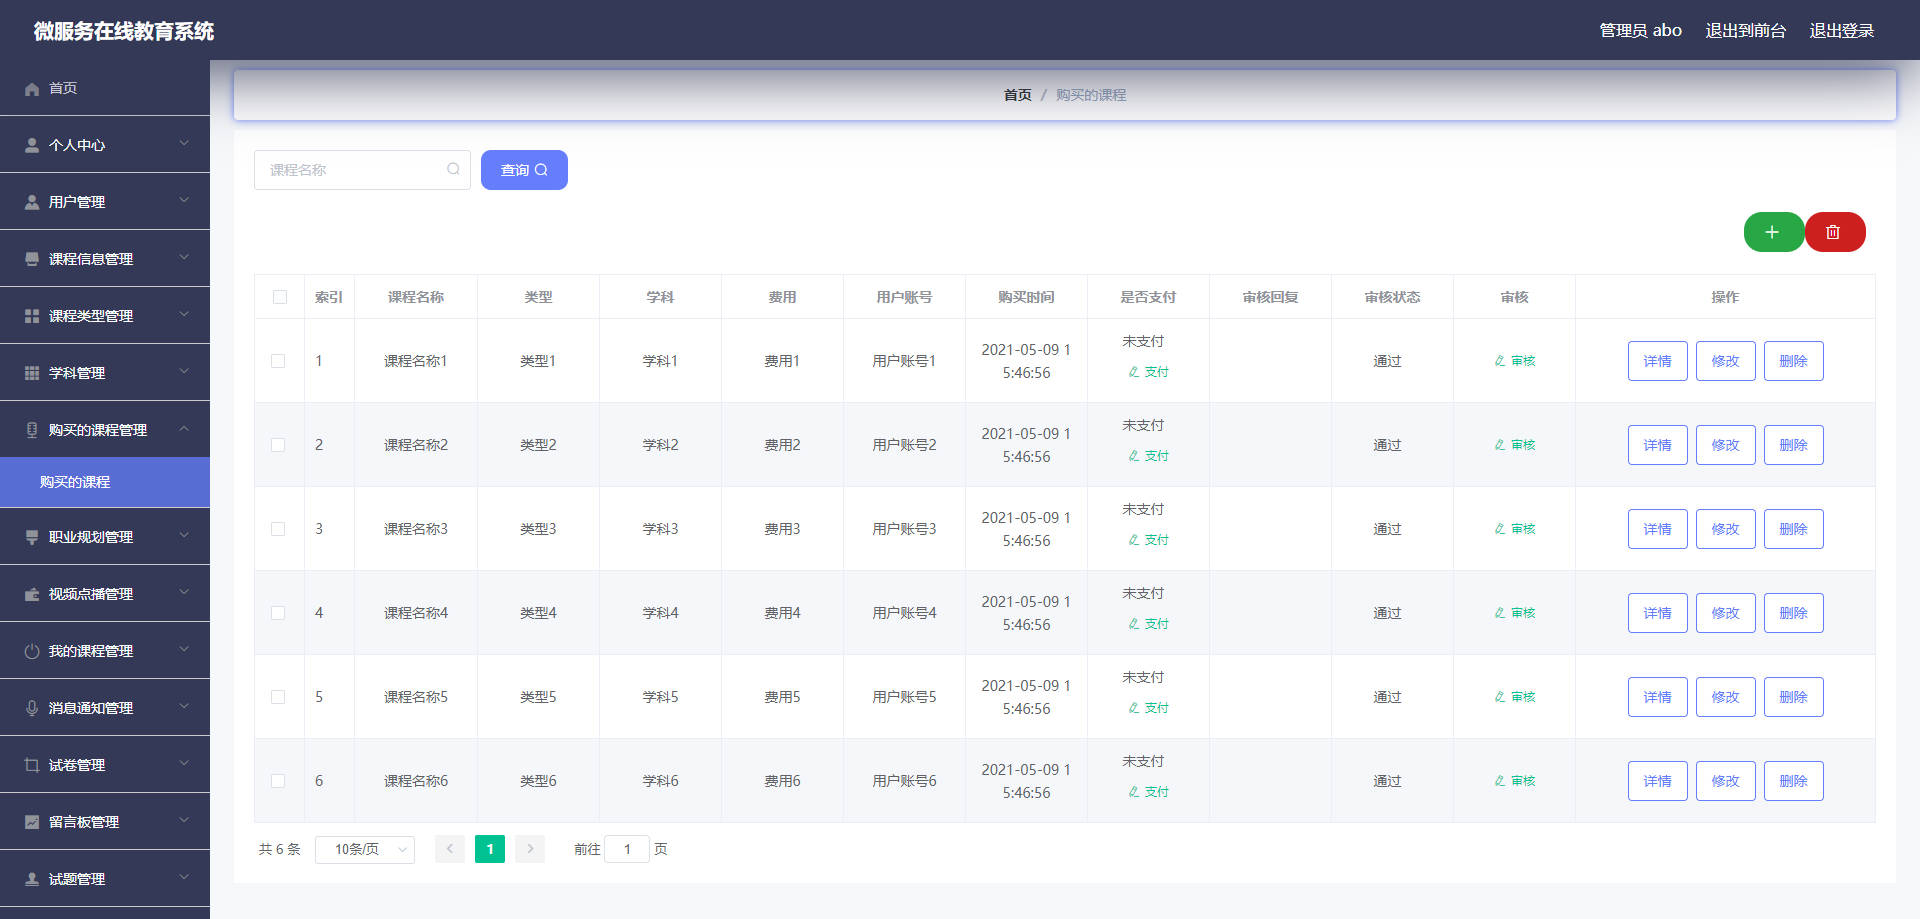 微服务在线教育系统
管理员 abo 退出到前台 退出登录
首页
个人中心
用户管理
课程信息管理
课程类型管理
学科管理
购买的课程管理
购买的课程
职业规划管理
视频点播管理
我的课程管理
消息通知管理
试卷管理
留言板管理
试题管理
首页 / 购买的课程
课程名称 查询
索引 课程名称 类型 学科 费用 用户账号 购买时间 是否支付 审核回复 审核状态 审核 操作
1 课程名称1 类型1 学科1 费用1 用户账号1 2021-05-09 1 未支付 通过 审核 详情 修改 删除
5:46:56 支付
2 课程名称2 类型2 学科2 费用2 用户账号2 2021-05-09 1 未支付 通过 审核 详情 修改 删除
5:46:56 支付
3 课程名称3 类型3 学科3 费用3 用户账号3 2021-05-09 1 未支付 通过 审核 详情 修改 删除
5:46:56 支付
4 课程名称4 类型4 学科4 费用4 用户账号4 2021-05-09 1 未支付 通过 审核 详情 修改 删除
5:46:56 支付
5 课程名称5 类型5 学科5 费用5 用户账号5 2021-05-09 1 未支付 通过 审核 详情 修改 删除
5:46:56 支付
6 课程名称6 类型6 学科6 费用6 用户账号6 2021-05-09 1 未支付 通过 审核 详情 修改 删除
5:46:56 支付
共 6 条 10条/页 1 前往 1 页